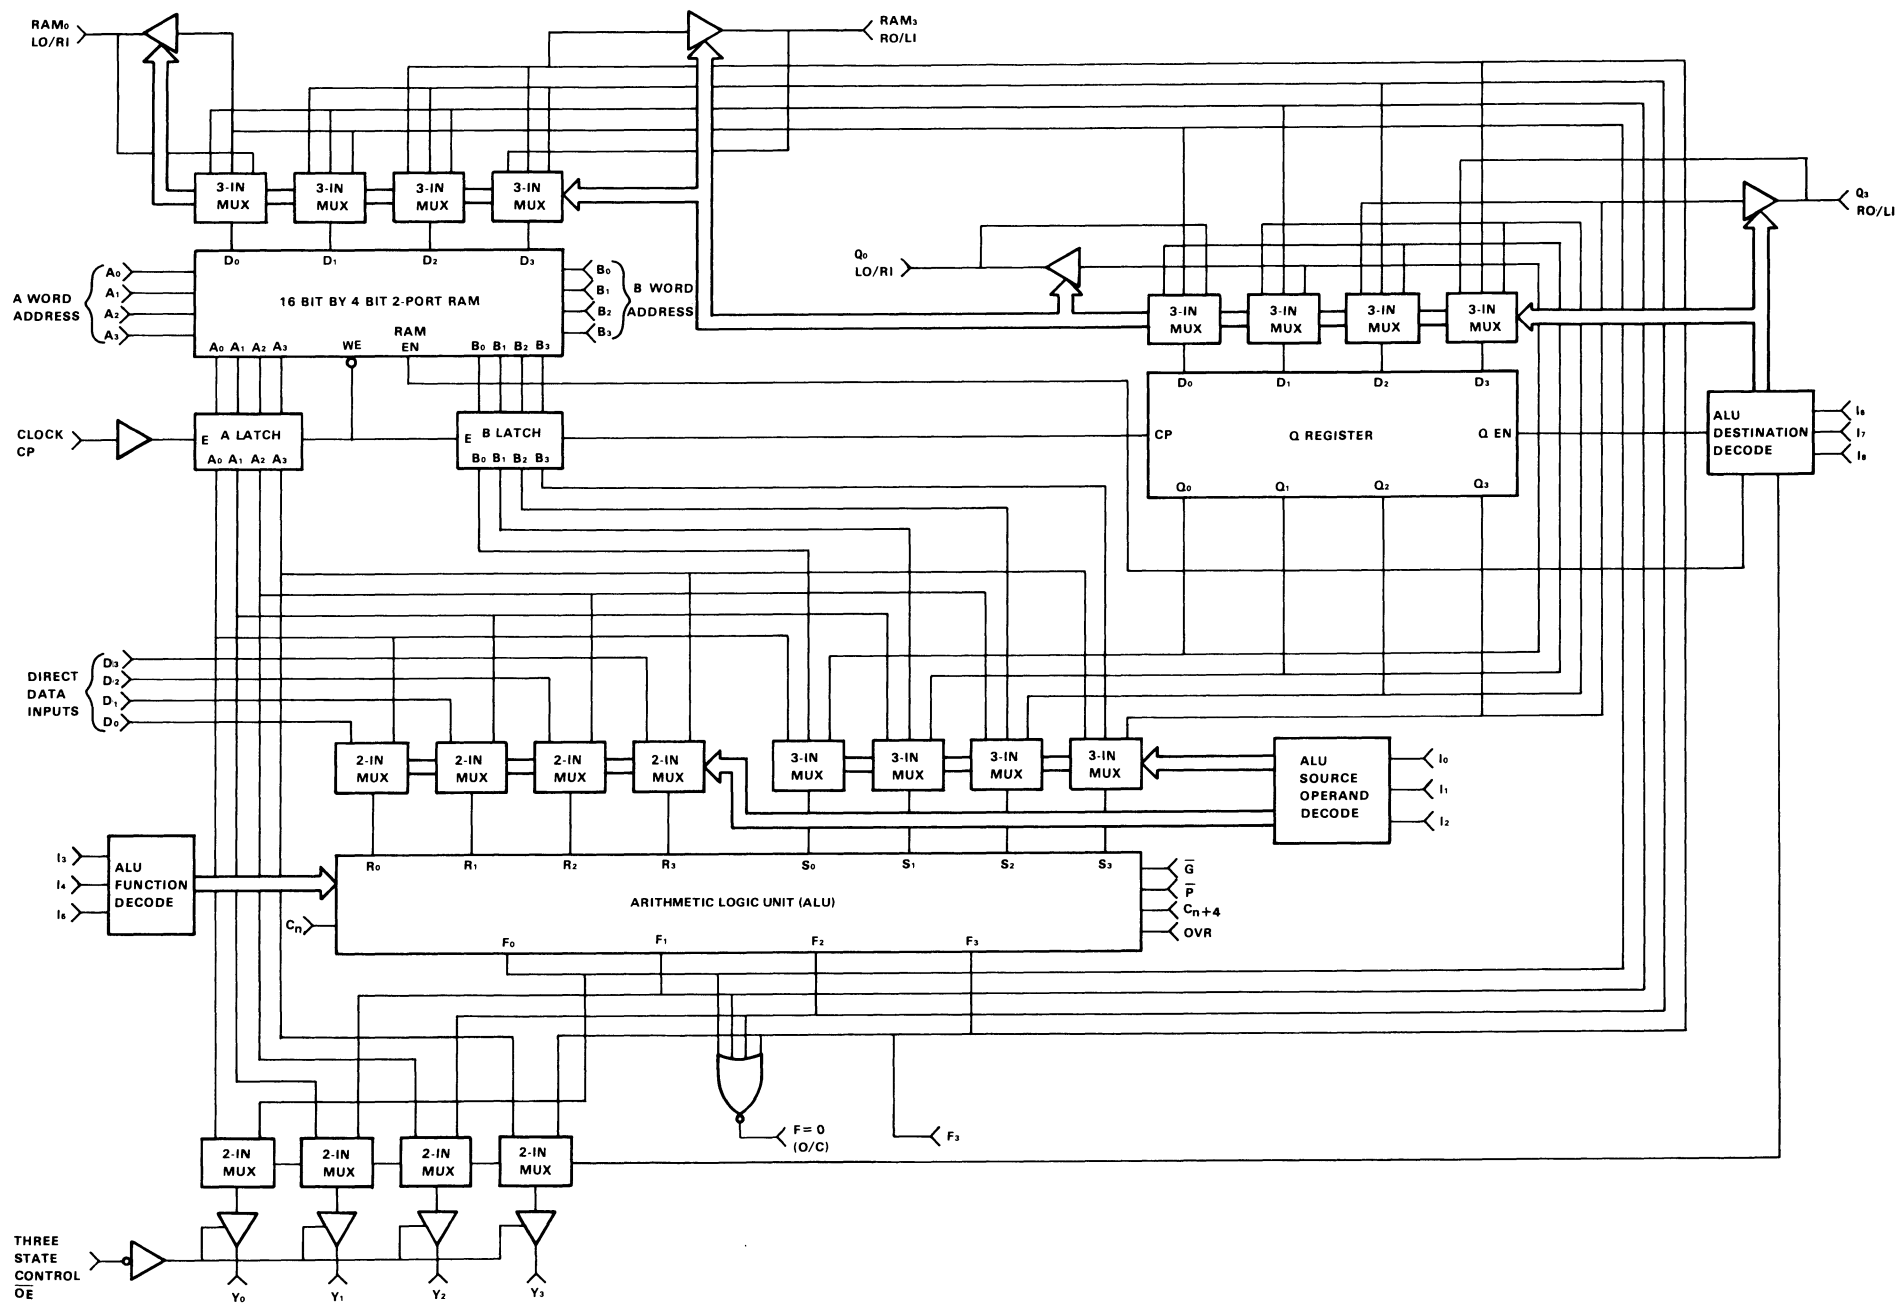 RAM₀
LO/RI
RAM₃
RO/LI
3-IN
MUX
3-IN
MUX
3-IN
MUX
3-IN
MUX
Q₃
RO/LI
Q₀
LO/RI
D₀ D₁ D₂ D₃
A WORD
ADDRESS
A₀
A₁
A₂
A₃
16 BIT BY 4 BIT 2-PORT RAM
B₀
B₁
B₂
B₃
B WORD
ADDRESS
A₀ A₁ A₂ A₃
WE
RAM
EN
B₀ B₁ B₂ B₃
3-IN
MUX
3-IN
MUX
3-IN
MUX
3-IN
MUX
CLOCK
CP
E
A LATCH
A₀ A₁ A₂ A₃
E
B LATCH
B₀ B₁ B₂ B₃
D₀ D₁ D₂ D₃
CP
Q REGISTER
Q EN
Q₀ Q₁ Q₂ Q₃
ALU
DESTINATION
DECODE
I₆
I₇
I₈
DIRECT
DATA
INPUTS
D₃
D₂
D₁
D₀
2-IN
MUX
2-IN
MUX
2-IN
MUX
2-IN
MUX
3-IN
MUX
3-IN
MUX
3-IN
MUX
3-IN
MUX
ALU
SOURCE
OPERAND
DECODE
I₀
I₁
I₂
I₃
I₄
I₅
ALU
FUNCTION
DECODE
R₀ R₁ R₂ R₃ S₀ S₁ S₂ S₃
ARITHMETIC LOGIC UNIT (ALU)
Cn
G̅
P̅
Cn+4
OVR
F₀ F₁ F₂ F₃
F = 0
(O/C)
F₃
2-IN
MUX
2-IN
MUX
2-IN
MUX
2-IN
MUX
THREE
STATE
CONTROL
O̅E̅
Y₀ Y₁ Y₂ Y₃